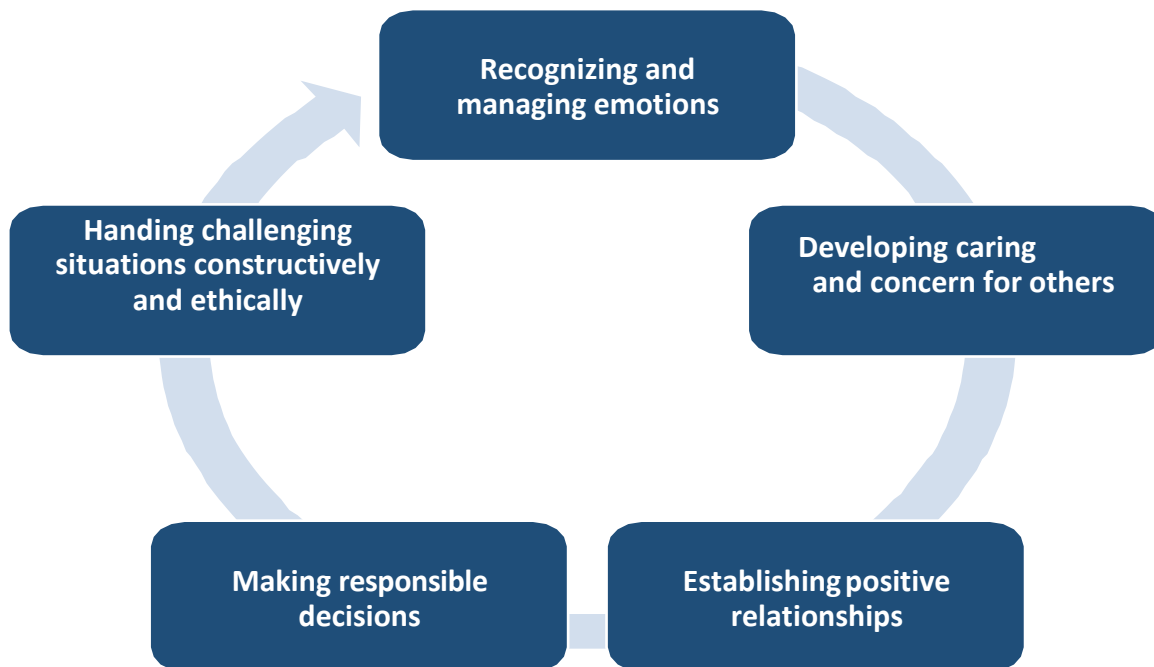 Recognizing and
managing emotions
Developing caring
and concern for others
Establishing positive
relationships
Making responsible
decisions
Handing challenging
situations constructively
and ethically